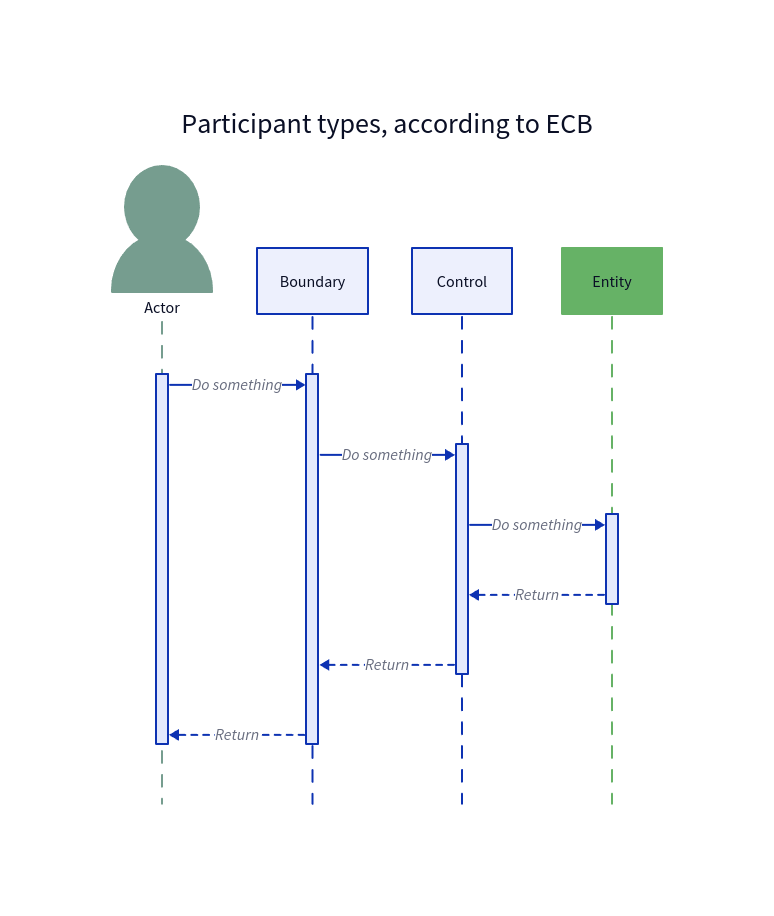 Participant types, according to ECB
Boundary
Control
Entity
Actor
Do something
Do something
Do something
Return
Return
Return